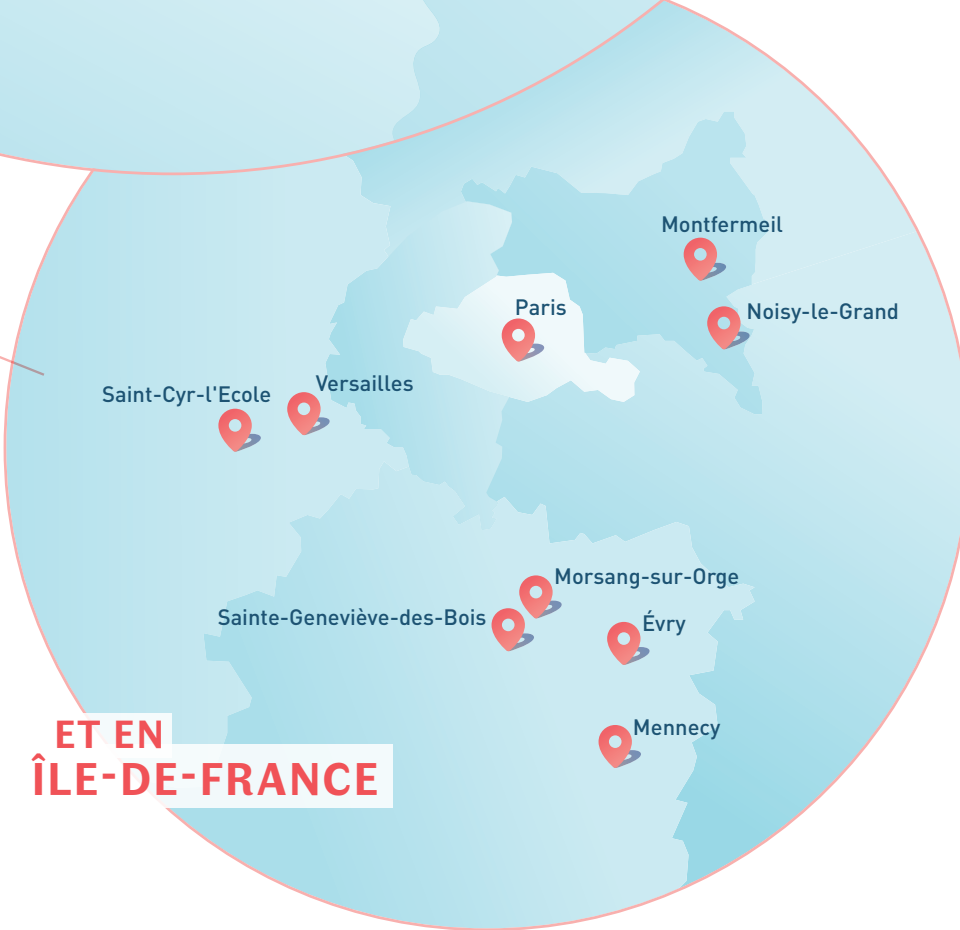 Montfermeil
Paris
Noisy-le-Grand
Versailles
Saint-Cyr-l'Ecole
Morsang-sur-Orge
Sainte-Geneviève-des-Bois
Évry
Mennecy
ET EN
ÎLE-DE-FRANCE